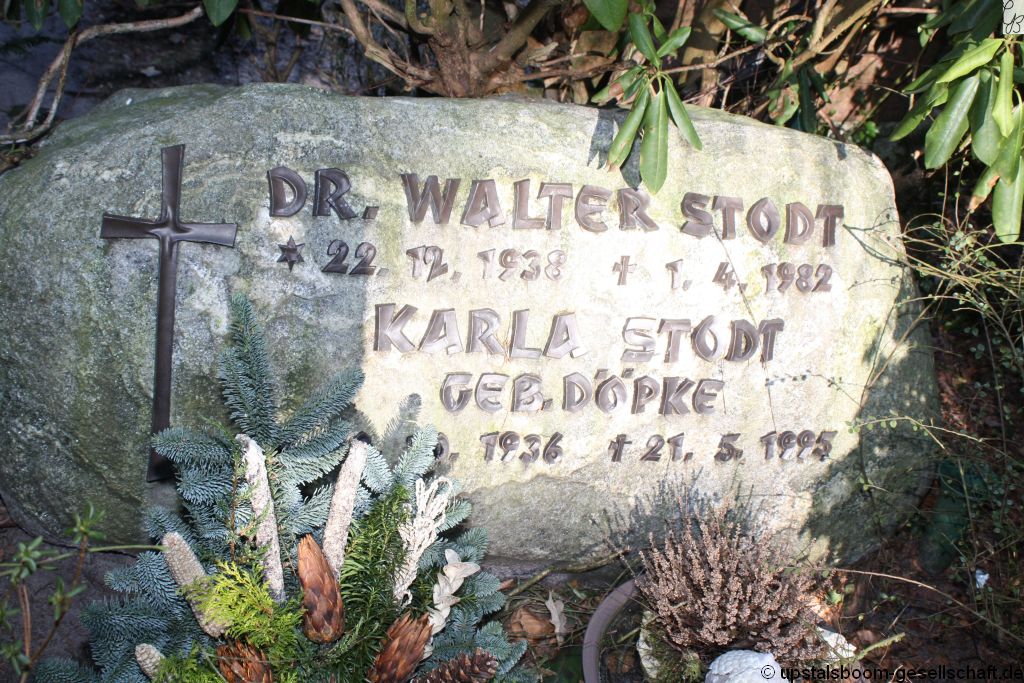 DR. WALTER STODT
* 22. 12. 1938 † 1. 4. 1982
KARLA STODT
GEB. DÖPKE
0. 1936 † 21. 5. 1995
© upstalsboom-gesellschaft.de